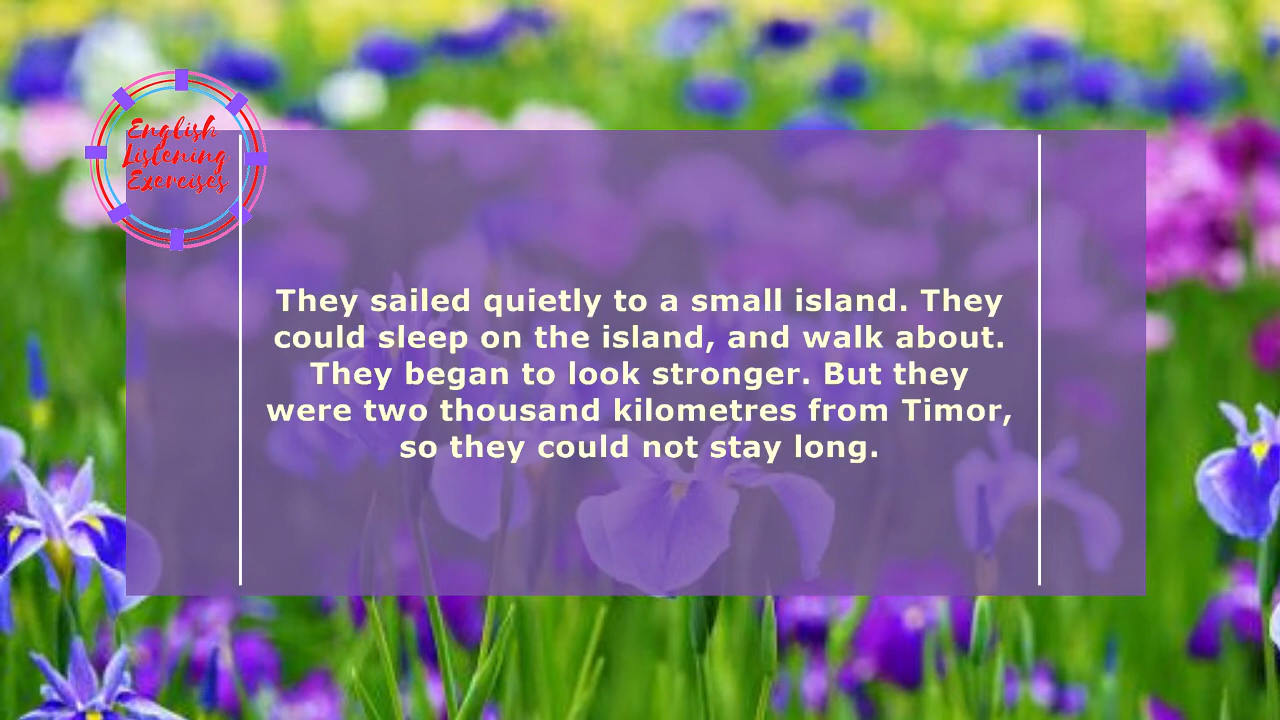 English
Listening
Exercises
They sailed quietly to a small island. They
could sleep on the island, and walk about.
They began to look stronger. But they
were two thousand kilometres from Timor,
so they could not stay long.